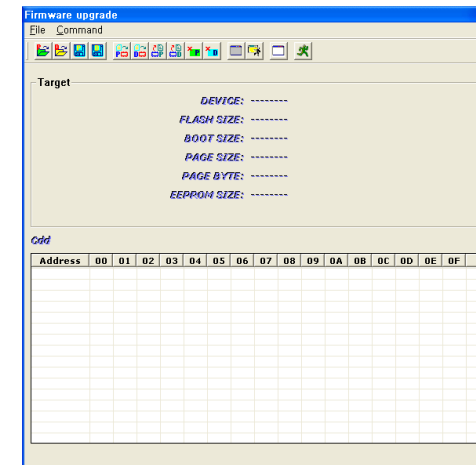 Firmware upgrade
File Command
Target
DEVICE: --------
FLASH SIZE: --------
BOOT SIZE: --------
PAGE SIZE: --------
PAGE BYTE: --------
EEPROM SIZE: --------
Odd
Address 00 01 02 03 04 05 06 07 08 09 0A 0B 0C 0D 0E 0F